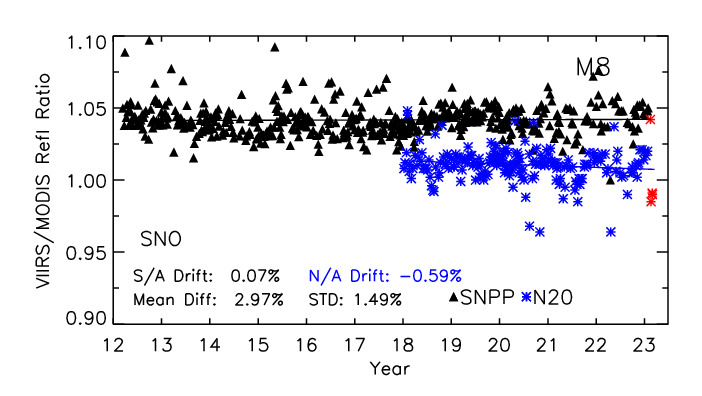 VIIRS/MODIS Refl Ratio
1.10
1.05
1.00
0.95
0.90
M8
SNO
S/A Drift: 0.07% N/A Drift: −0.59%
Mean Diff: 2.97% STD: 1.49% ▲SNPP ✳N20
12 13 14 15 16 17 18 19 20 21 22 23
Year